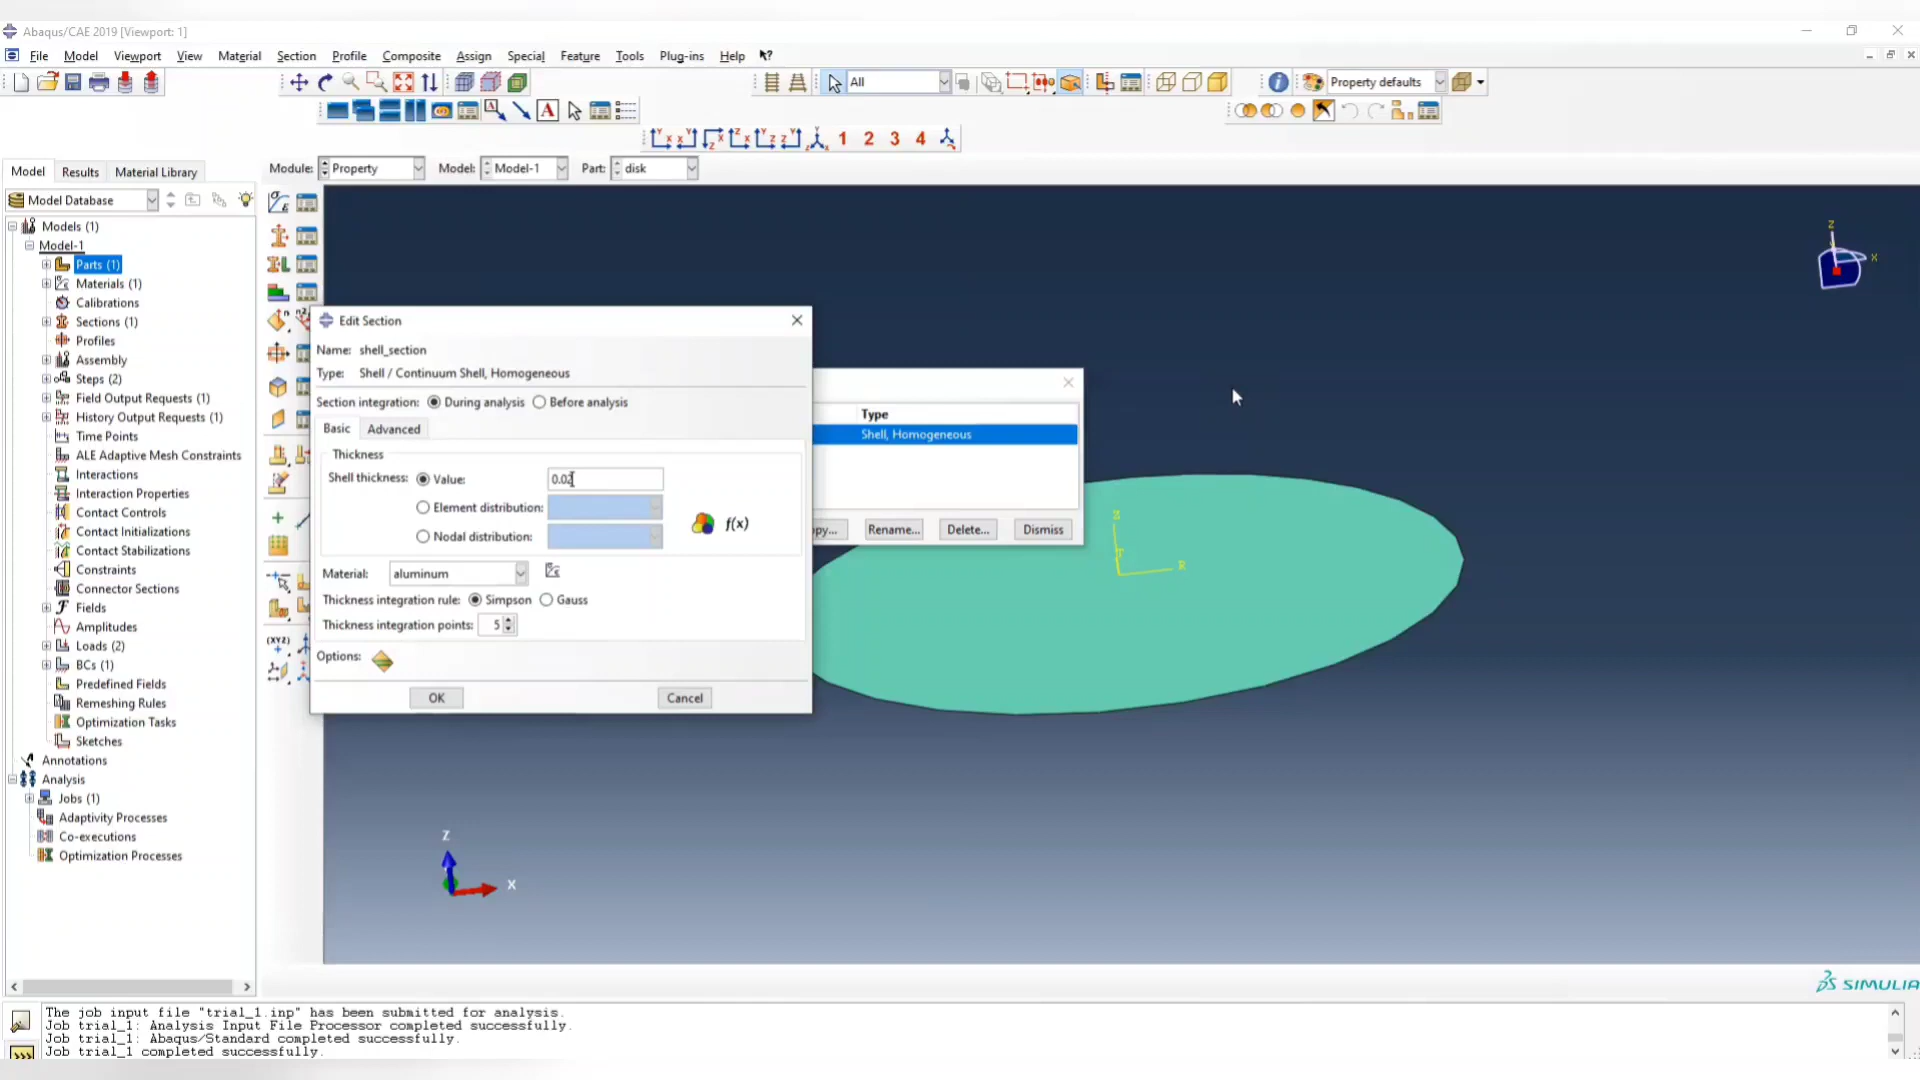 Abaqus/CAE 2019 [Viewport: 1]
File Model Viewport View Material Section Profile Composite Assign Special Feature Tools Plug-ins Help
All
Property defaults
1 2 3 4
Model Results Material Library
Module: Property Model: Model-1 Part: disk
Model Database
Models (1)
Model-1
Parts (1)
Materials (1)
Calibrations
Sections (1)
Profiles
Assembly
Steps (2)
Field Output Requests (1)
History Output Requests (1)
Time Points
ALE Adaptive Mesh Constraints
Interactions
Interaction Properties
Contact Controls
Contact Initializations
Contact Stabilizations
Constraints
Connector Sections
Fields
Amplitudes
Loads (2)
BCs (1)
Predefined Fields
Remeshing Rules
Optimization Tasks
Sketches
Annotations
Analysis
Jobs (1)
Adaptivity Processes
Co-executions
Optimization Processes
(XYZ)
Edit Section
Name: shell_section
Type: Shell / Continuum Shell, Homogeneous
Section integration: During analysis Before analysis
Basic Advanced
Thickness
Shell thickness: Value: 0.02
Element distribution:
Nodal distribution:
f(x)
Material: aluminum
Thickness integration rule: Simpson Gauss
Thickness integration points: 5
Options:
OK Cancel
Type
Shell, Homogeneous
Rename... Delete... Dismiss
Z
X
S
T
R
Z
X
SIMULIA
The job input file "trial_1.inp" has been submitted for analysis.
Job trial_1: Analysis Input File Processor completed successfully.
Job trial_1: Abaqus/Standard completed successfully.
Job trial_1 completed successfully.